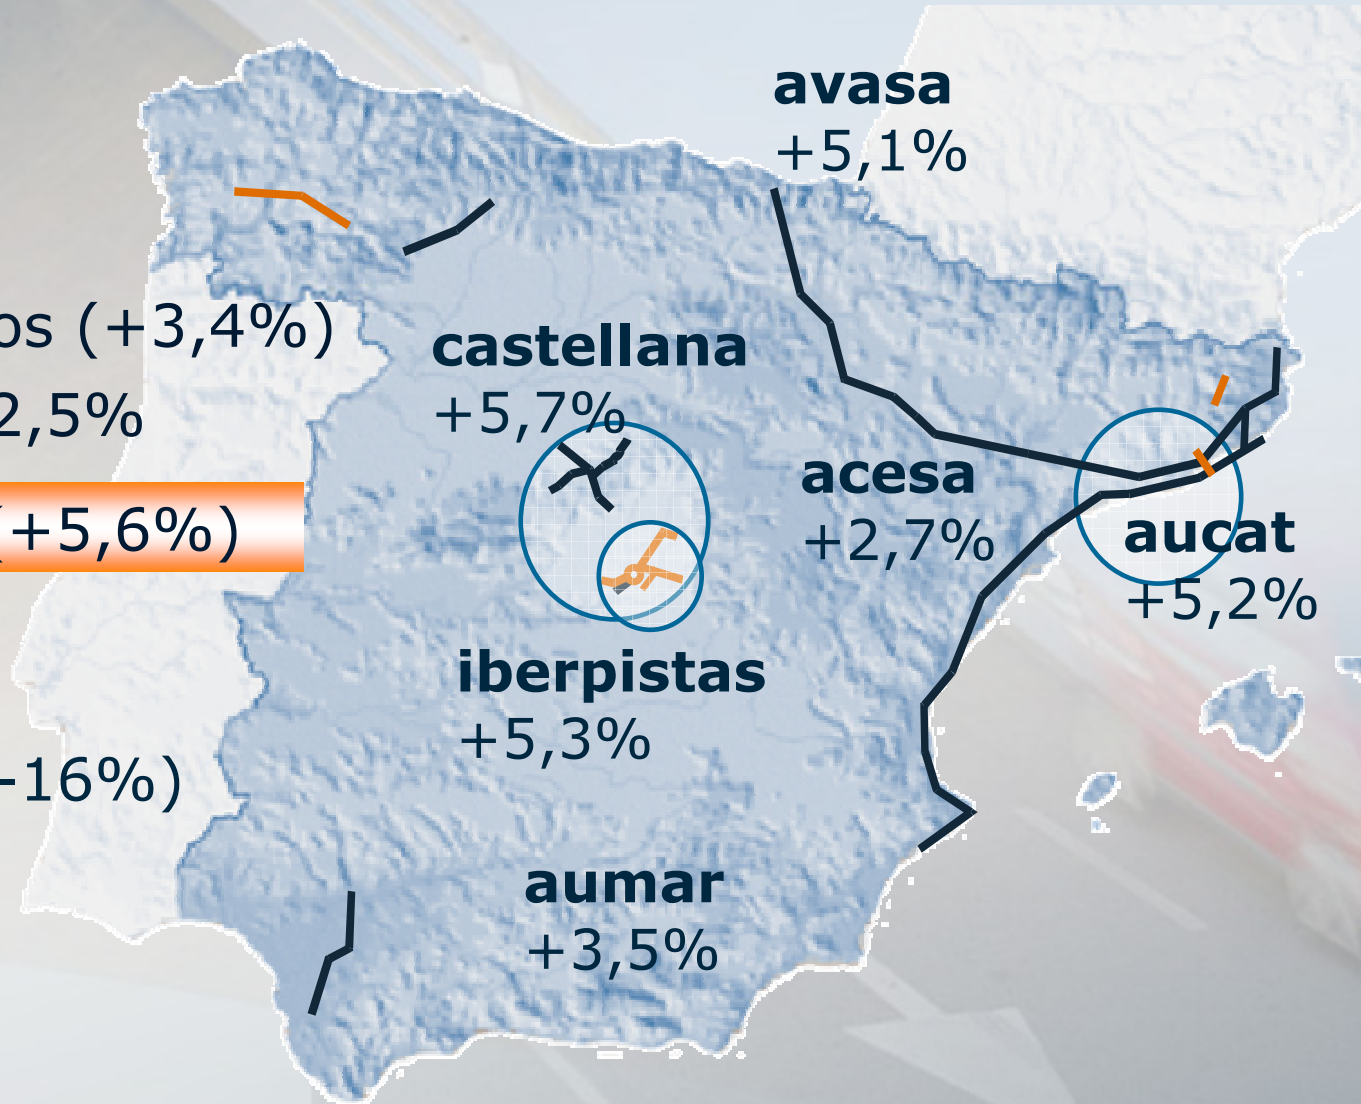 avasa
+5,1%
os (+3,4%)
castellana
2,5%
+5,7%
acesa
(+5,6%)
+2,7%
aucat
+5,2%
iberpistas
+5,3%
-16%)
aumar
+3,5%